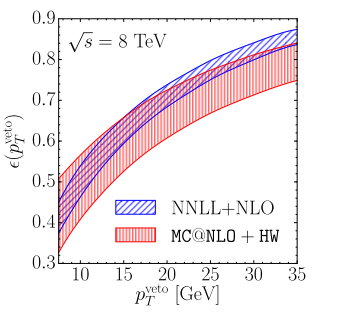 0.9
√s = 8 TeV
0.8
0.7
ϵ(p_T^veto)
0.6
0.5
NNLL+NLO
0.4
MC@NLO + HW
0.3
10 15 20 25 30 35
p_T^veto [GeV]